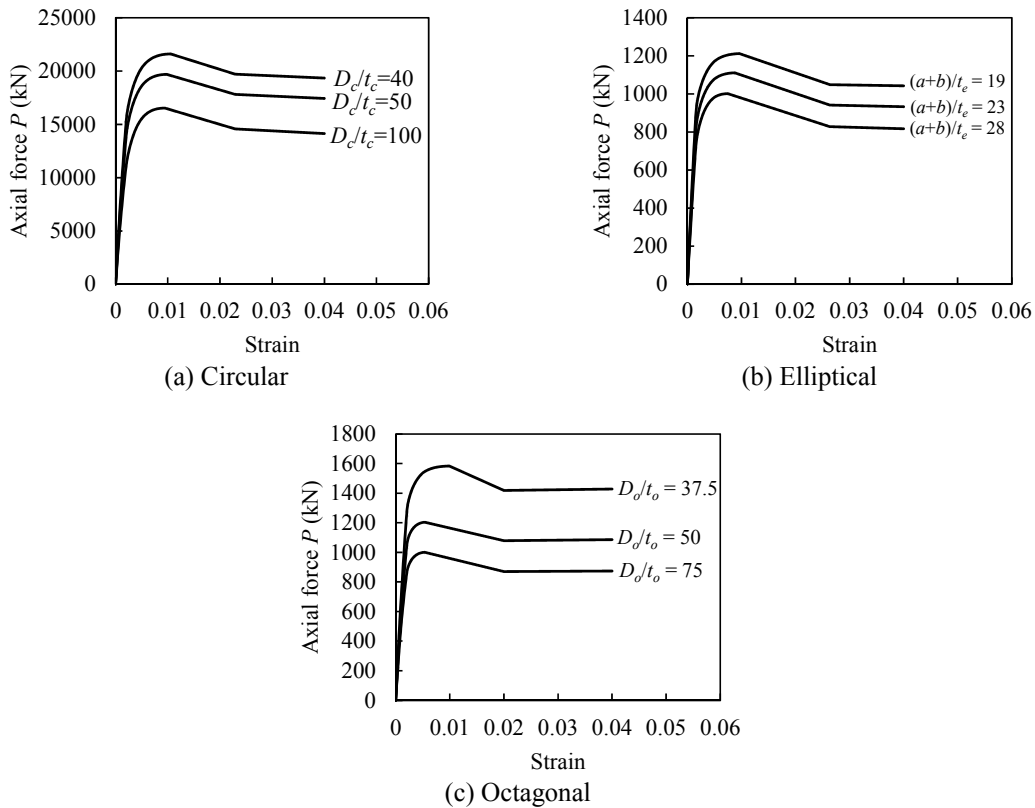 25000
20000
15000
10000
5000
0
Axial force P (kN)
D_c/t_c=40
D_c/t_c=50
D_c/t_c=100
0 0.01 0.02 0.03 0.04 0.05 0.06
Strain
(a) Circular
1400
1200
1000
800
600
400
200
0
Axial force P (kN)
(a+b)/t_e = 19
(a+b)/t_e = 23
(a+b)/t_e = 28
0 0.01 0.02 0.03 0.04 0.05 0.06
Strain
(b) Elliptical
1800
1600
1400
1200
1000
800
600
400
200
0
Axial force P (kN)
D_o/t_o = 37.5
D_o/t_o = 50
D_o/t_o = 75
0 0.01 0.02 0.03 0.04 0.05 0.06
Strain
(c) Octagonal